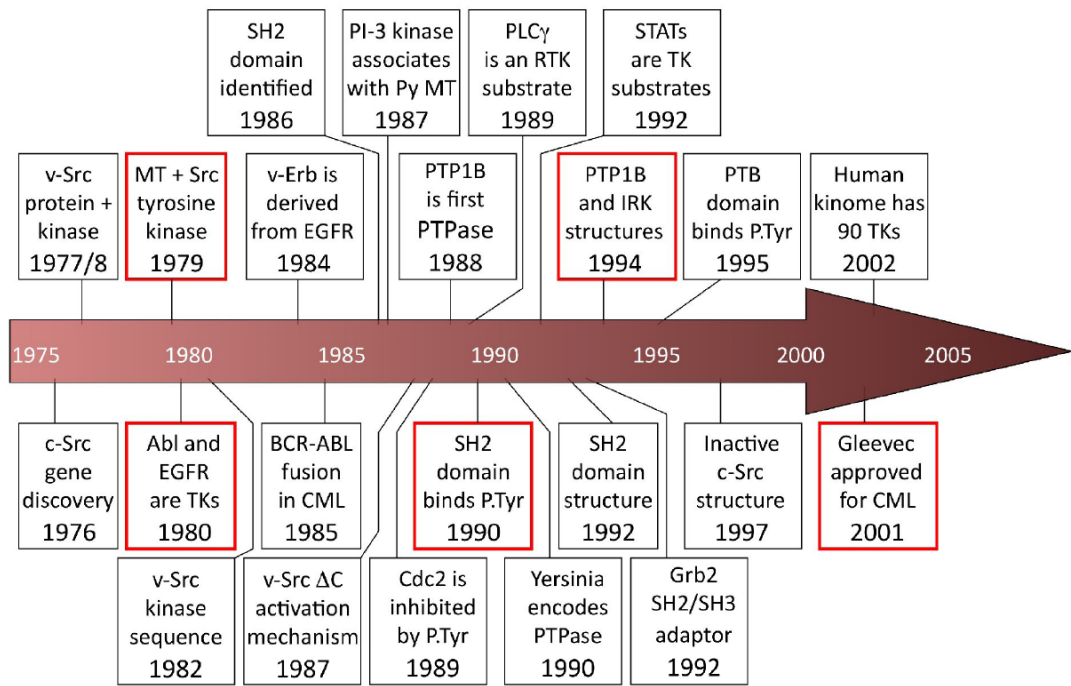 SH2
domain
identified
1986
PI-3 kinase
associates
with Py MT
1987
PLCγ
is an RTK
substrate
1989
STATs
are TK
substrates
1992
v-Src
protein +
kinase
1977/8
MT + Src
tyrosine
kinase
1979
v-Erb is
derived
from EGFR
1984
PTP1B
is first
PTPase
1988
PTP1B
and IRK
structures
1994
PTB
domain
binds P.Tyr
1995
Human
kinome has
90 TKs
2002
1975 1980 1985 1990 1995 2000 2005
c-Src
gene
discovery
1976
Abl and
EGFR
are TKs
1980
BCR-ABL
fusion
in CML
1985
SH2
domain
binds P.Tyr
1990
SH2
domain
structure
1992
Inactive
c-Src
structure
1997
Gleevec
approved
for CML
2001
v-Src
kinase
sequence
1982
v-Src ΔC
activation
mechanism
1987
Cdc2 is
inhibited
by P.Tyr
1989
Yersinia
encodes
PTPase
1990
Grb2
SH2/SH3
adaptor
1992